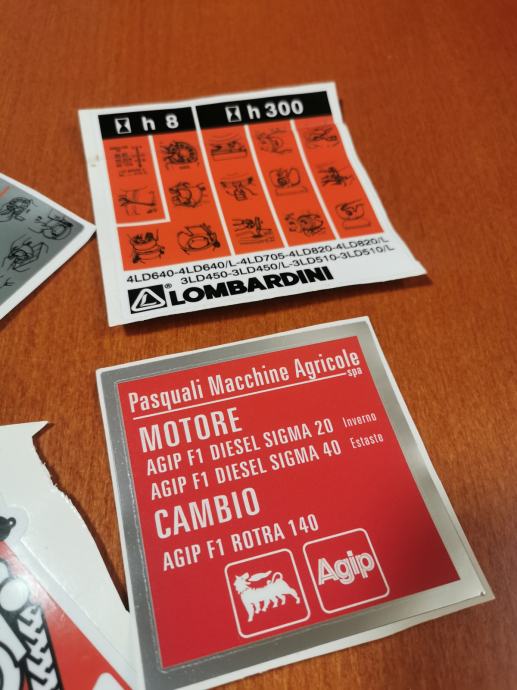 h 8
h 300
4LD640-4LD640/L-4LD705-4LD820-4LD820/L
3LD450-3LD450/L-3LD510-3LD510/L
® LOMBARDINI
Pasquali Macchine Agricole
spa
MOTORE
AGIP F1 DIESEL SIGMA 20 Inverno
AGIP F1 DIESEL SIGMA 40 Estaste
CAMBIO
AGIP F1 ROTRA 140
Agip